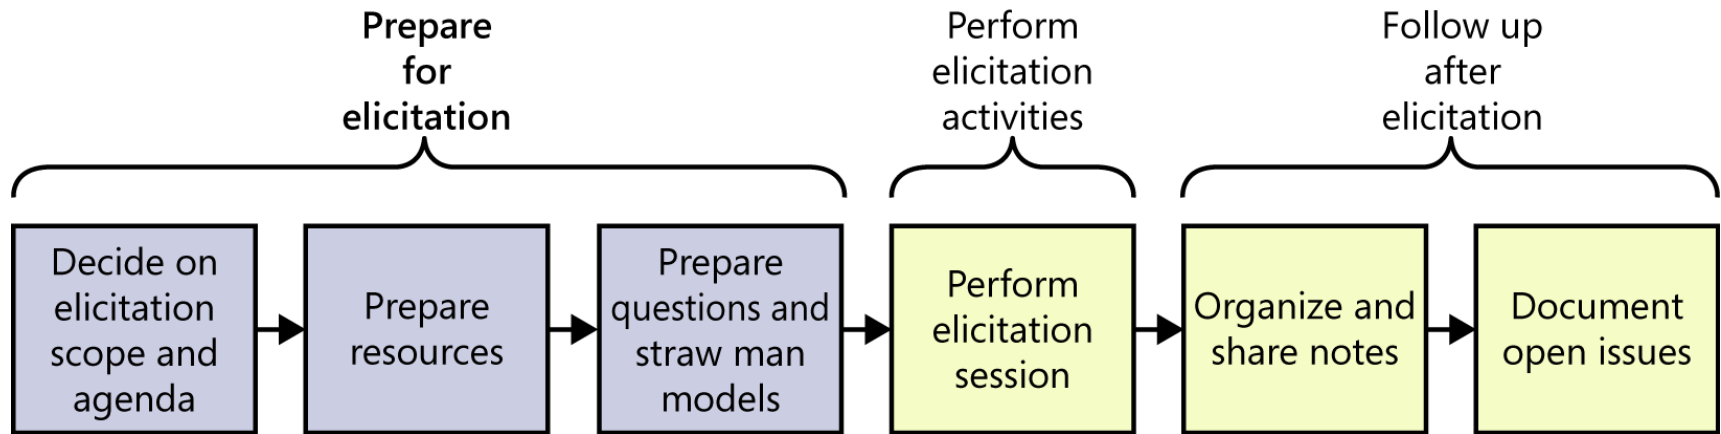 Prepare
for
elicitation
Perform
elicitation
activities
Follow up
after
elicitation
Decide on
elicitation
scope and
agenda
Prepare
resources
Prepare
questions and
straw man
models
Perform
elicitation
session
Organize and
share notes
Document
open issues